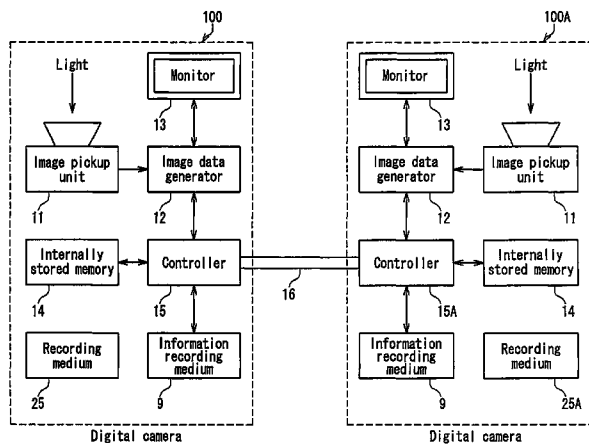 100
Light
Monitor
13
Image pickup
unit
11
Image data
generator
12
Internally
stored memory
14
Controller
15
Recording
medium
25
Information
recording
medium
9
Digital camera
16
100A
Monitor
13
Light
Image data
generator
12
Image pickup
unit
11
Controller
15A
Internally
stored memory
14
Information
recording
medium
9
Recording
medium
25A
Digital camera